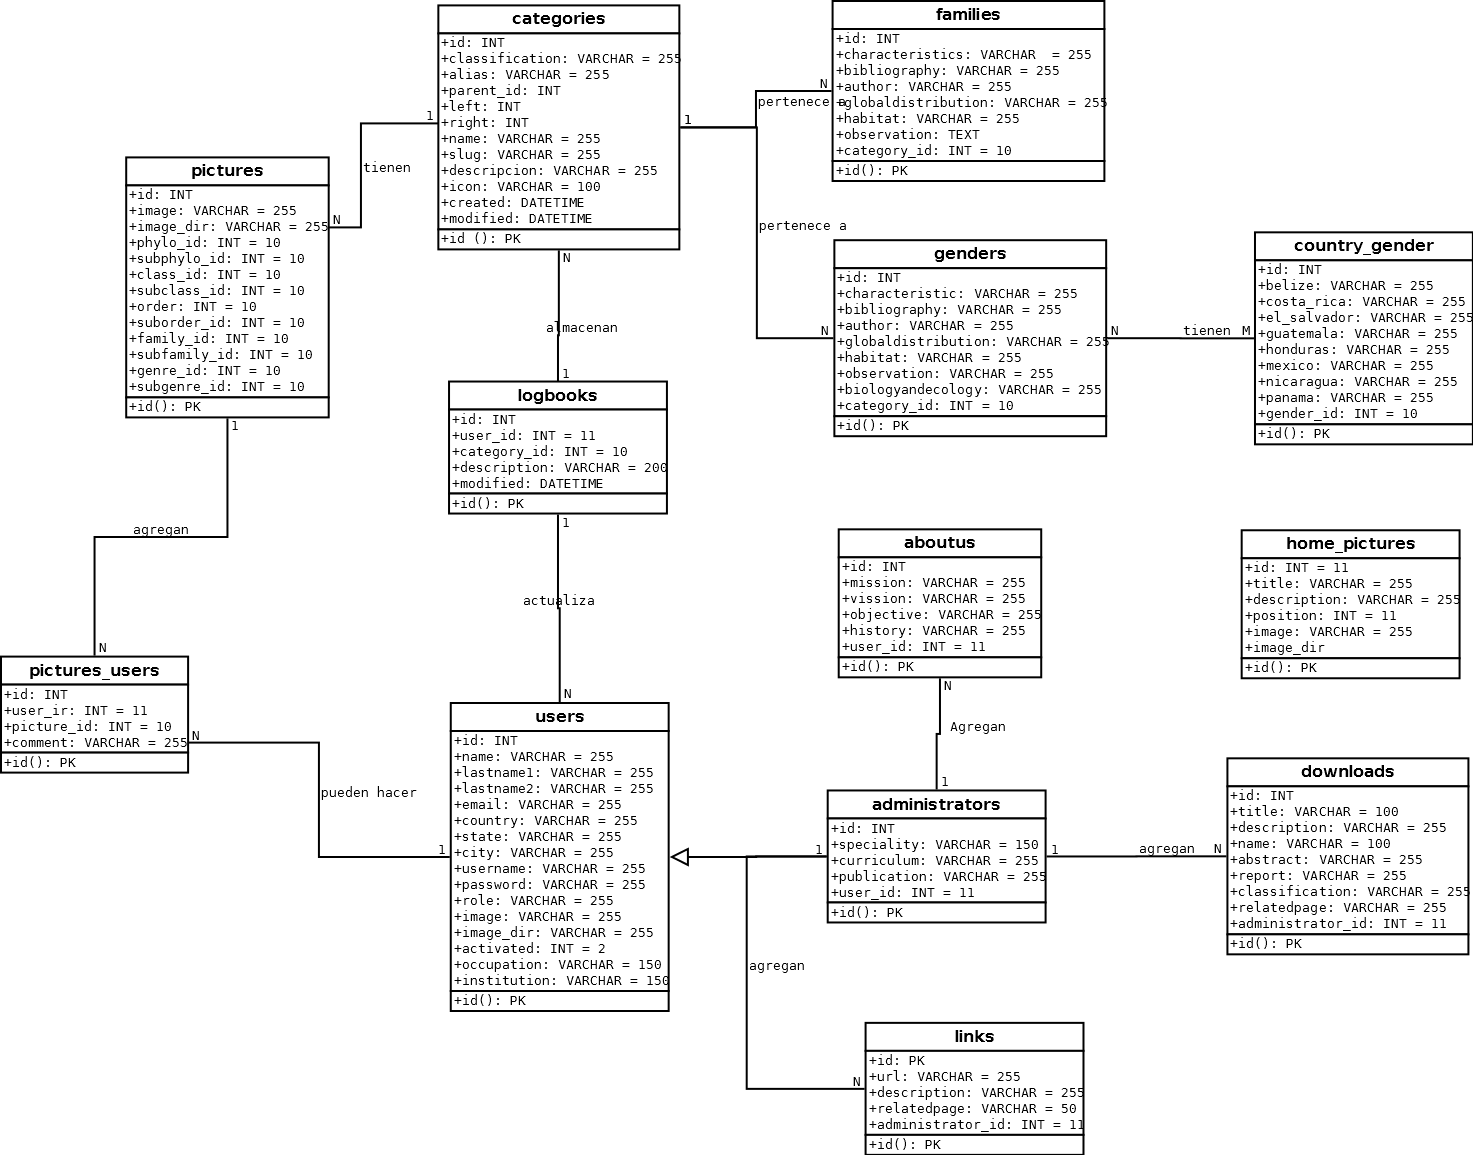 categories
+id: INT
+classification: VARCHAR = 255
+alias: VARCHAR = 255
+parent_id: INT
+left: INT
+right: INT
+name: VARCHAR = 255
+slug: VARCHAR = 255
+descripcion: VARCHAR = 255
+icon: VARCHAR = 100
+created: DATETIME
+modified: DATETIME
+id (): PK
families
+id: INT
+characteristics: VARCHAR  = 255
+bibliography: VARCHAR = 255
+author: VARCHAR = 255
+globaldistribution: VARCHAR = 255
+habitat: VARCHAR = 255
+observation: TEXT
+category_id: INT = 10
+id(): PK
1
N
pertenece a
1
tienen
N
pictures
+id: INT
+image: VARCHAR = 255
+image_dir: VARCHAR = 255
+phylo_id: INT = 10
+subphylo_id: INT = 10
+class_id: INT = 10
+subclass_id: INT = 10
+order: INT = 10
+suborder_id: INT = 10
+family_id: INT = 10
+subfamily_id: INT = 10
+genre_id: INT = 10
+subgenre_id: INT = 10
+id(): PK
pertenece a
N
genders
+id: INT
+characteristic: VARCHAR = 255
+bibliography: VARCHAR = 255
+author: VARCHAR = 255
+globaldistribution: VARCHAR = 255
+habitat: VARCHAR = 255
+observation: VARCHAR = 255
+biologyandecology: VARCHAR = 255
+category_id: INT = 10
+id(): PK
N
tienen
M
country_gender
+id: INT
+belize: VARCHAR = 255
+costa_rica: VARCHAR = 255
+el_salvador: VARCHAR = 255
+guatemala: VARCHAR = 255
+honduras: VARCHAR = 255
+mexico: VARCHAR = 255
+nicaragua: VARCHAR = 255
+panama: VARCHAR = 255
+gender_id: INT = 10
+id(): PK
N
almacenan
1
logbooks
+id: INT
+user_id: INT = 11
+category_id: INT = 10
+description: VARCHAR = 200
+modified: DATETIME
+id(): PK
1
actualiza
N
1
agregan
N
pictures_users
+id: INT
+user_ir: INT = 11
+picture_id: INT = 10
+comment: VARCHAR = 255
+id(): PK
N
pueden hacer
1
users
+id: INT
+name: VARCHAR = 255
+lastname1: VARCHAR = 255
+lastname2: VARCHAR = 255
+email: VARCHAR = 255
+country: VARCHAR = 255
+state: VARCHAR = 255
+city: VARCHAR = 255
+username: VARCHAR = 255
+password: VARCHAR = 255
+role: VARCHAR = 255
+image: VARCHAR = 255
+image_dir: VARCHAR = 255
+activated: INT = 2
+occupation: VARCHAR = 150
+institution: VARCHAR = 150
+id(): PK
aboutus
+id: INT
+mission: VARCHAR = 255
+vission: VARCHAR = 255
+objective: VARCHAR = 255
+history: VARCHAR = 255
+user_id: INT = 11
+id(): PK
home_pictures
+id: INT = 11
+title: VARCHAR = 255
+description: VARCHAR = 255
+position: INT = 11
+image: VARCHAR = 255
+image_dir
+id(): PK
N
Agregan
1
administrators
+id: INT
+speciality: VARCHAR = 150
+curriculum: VARCHAR = 255
+publication: VARCHAR = 255
+user_id: INT = 11
+id(): PK
1
1
agregan
N
downloads
+id: INT
+title: VARCHAR = 100
+description: VARCHAR = 255
+name: VARCHAR = 100
+abstract: VARCHAR = 255
+report: VARCHAR = 255
+classification: VARCHAR = 255
+relatedpage: VARCHAR = 255
+administrator_id: INT = 11
+id(): PK
agregan
N
links
+id: PK
+url: VARCHAR = 255
+description: VARCHAR = 255
+relatedpage: VARCHAR = 50
+administrator_id: INT = 11
+id(): PK